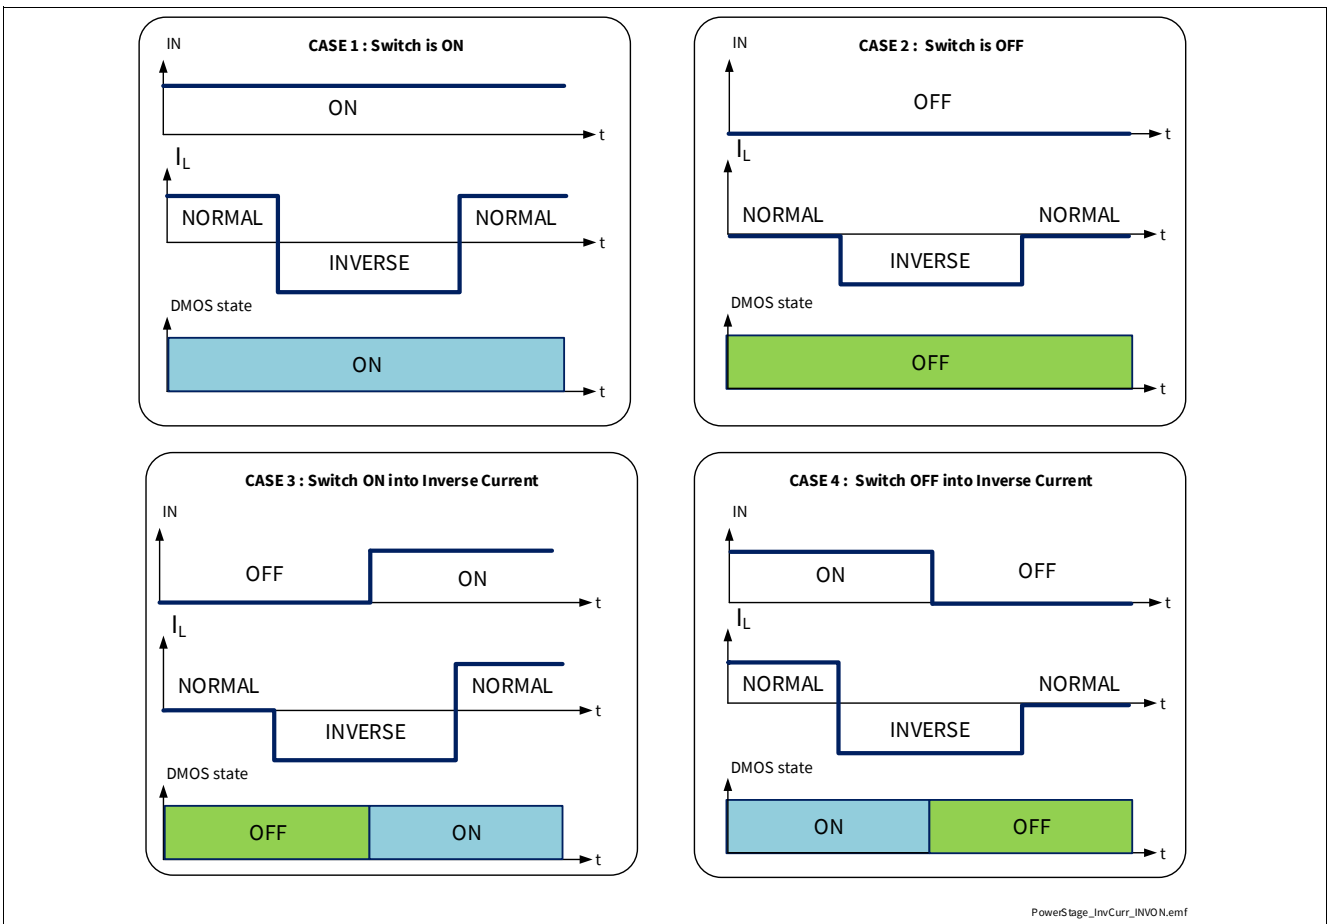 CASE 1 : Switch is ON
IN
ON
t
IL
NORMAL
NORMAL
t
INVERSE
DMOS state
ON
t
CASE 2 : Switch is OFF
IN
OFF
t
IL
NORMAL
NORMAL
t
INVERSE
DMOS state
OFF
t
CASE 3 : Switch ON into Inverse Current
IN
OFF
ON
t
IL
NORMAL
NORMAL
t
INVERSE
DMOS state
OFF
ON
t
CASE 4 : Switch OFF into Inverse Current
IN
ON
OFF
t
IL
NORMAL
NORMAL
t
INVERSE
DMOS state
ON
OFF
t
PowerStage_InvCurr_INVON.emf